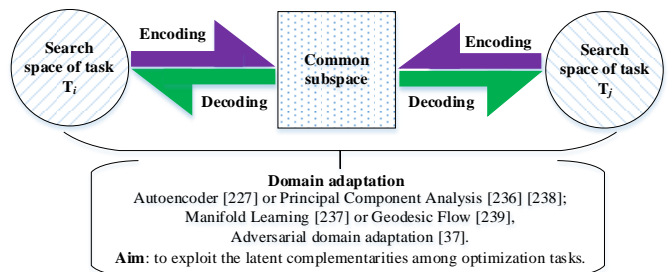 Search
space of task
Ti
Encoding
Decoding
Common
subspace
Encoding
Decoding
Search
space of task
Tj
Domain adaptation
Autoencoder [227] or Principal Component Analysis [236] [238];
Manifold Learning [237] or Geodesic Flow [239],
Adversarial domain adaptation [37].
Aim: to exploit the latent complementarities among optimization tasks.